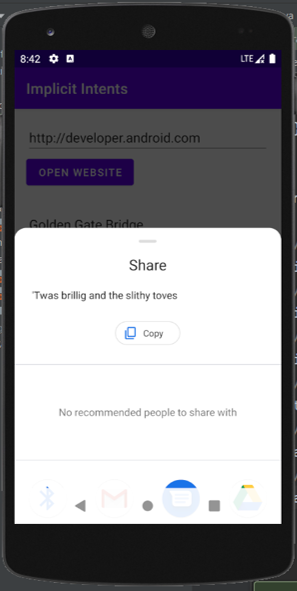 8:42
LTE
Implicit Intents
http://developer.android.com
OPEN WEBSITE
Golden Gate Bridge
Share
'Twas brillig and the slithy toves
Copy
No recommended people to share with